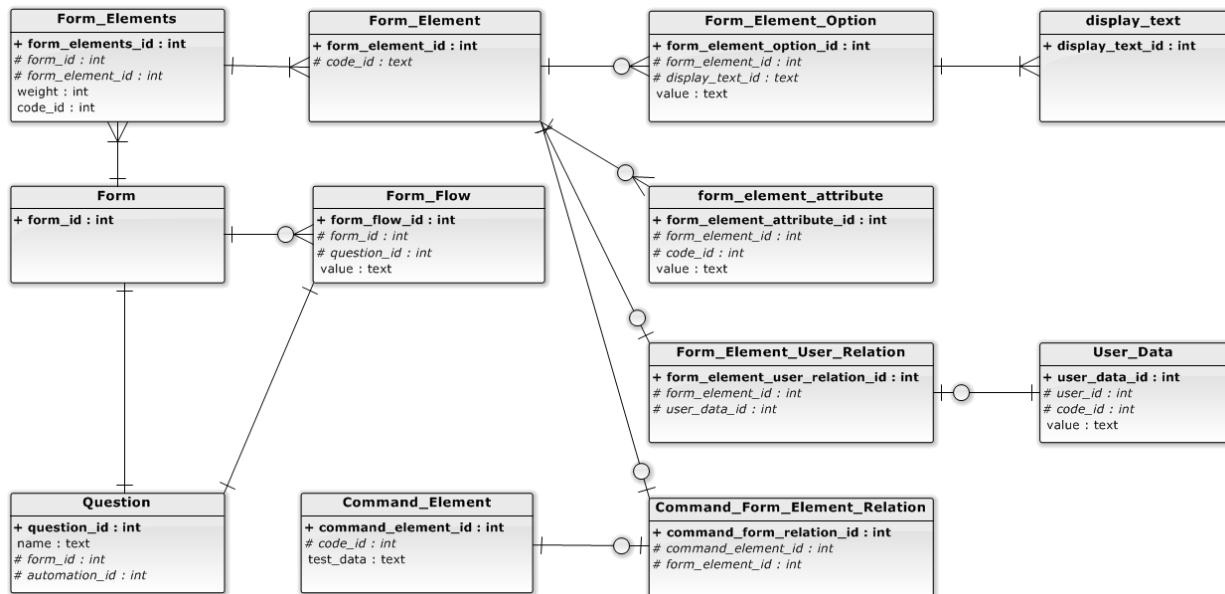 Form_Elements
+ form_elements_id : int
# form_id : int
# form_element_id : int
weight : int
code_id : int
Form_Element
+ form_element_id : int
# code_id : text
Form_Element_Option
+ form_element_option_id : int
# form_element_id : int
# display_text_id : text
value : text
display_text
+ display_text_id : int
Form
+ form_id : int
Form_Flow
+ form_flow_id : int
# form_id : int
# question_id : int
value : text
form_element_attribute
+ form_element_attribute_id : int
# form_element_id : int
# code_id : int
value : text
Form_Element_User_Relation
+ form_element_user_relation_id : int
# form_element_id : int
# user_data_id : int
User_Data
+ user_data_id : int
# user_id : int
# code_id : int
value : text
Question
+ question_id : int
name : text
# form_id : int
# automation_id : int
Command_Element
+ command_element_id : int
# code_id : int
test_data : text
Command_Form_Element_Relation
+ command_form_relation_id : int
# command_element_id : int
# form_element_id : int